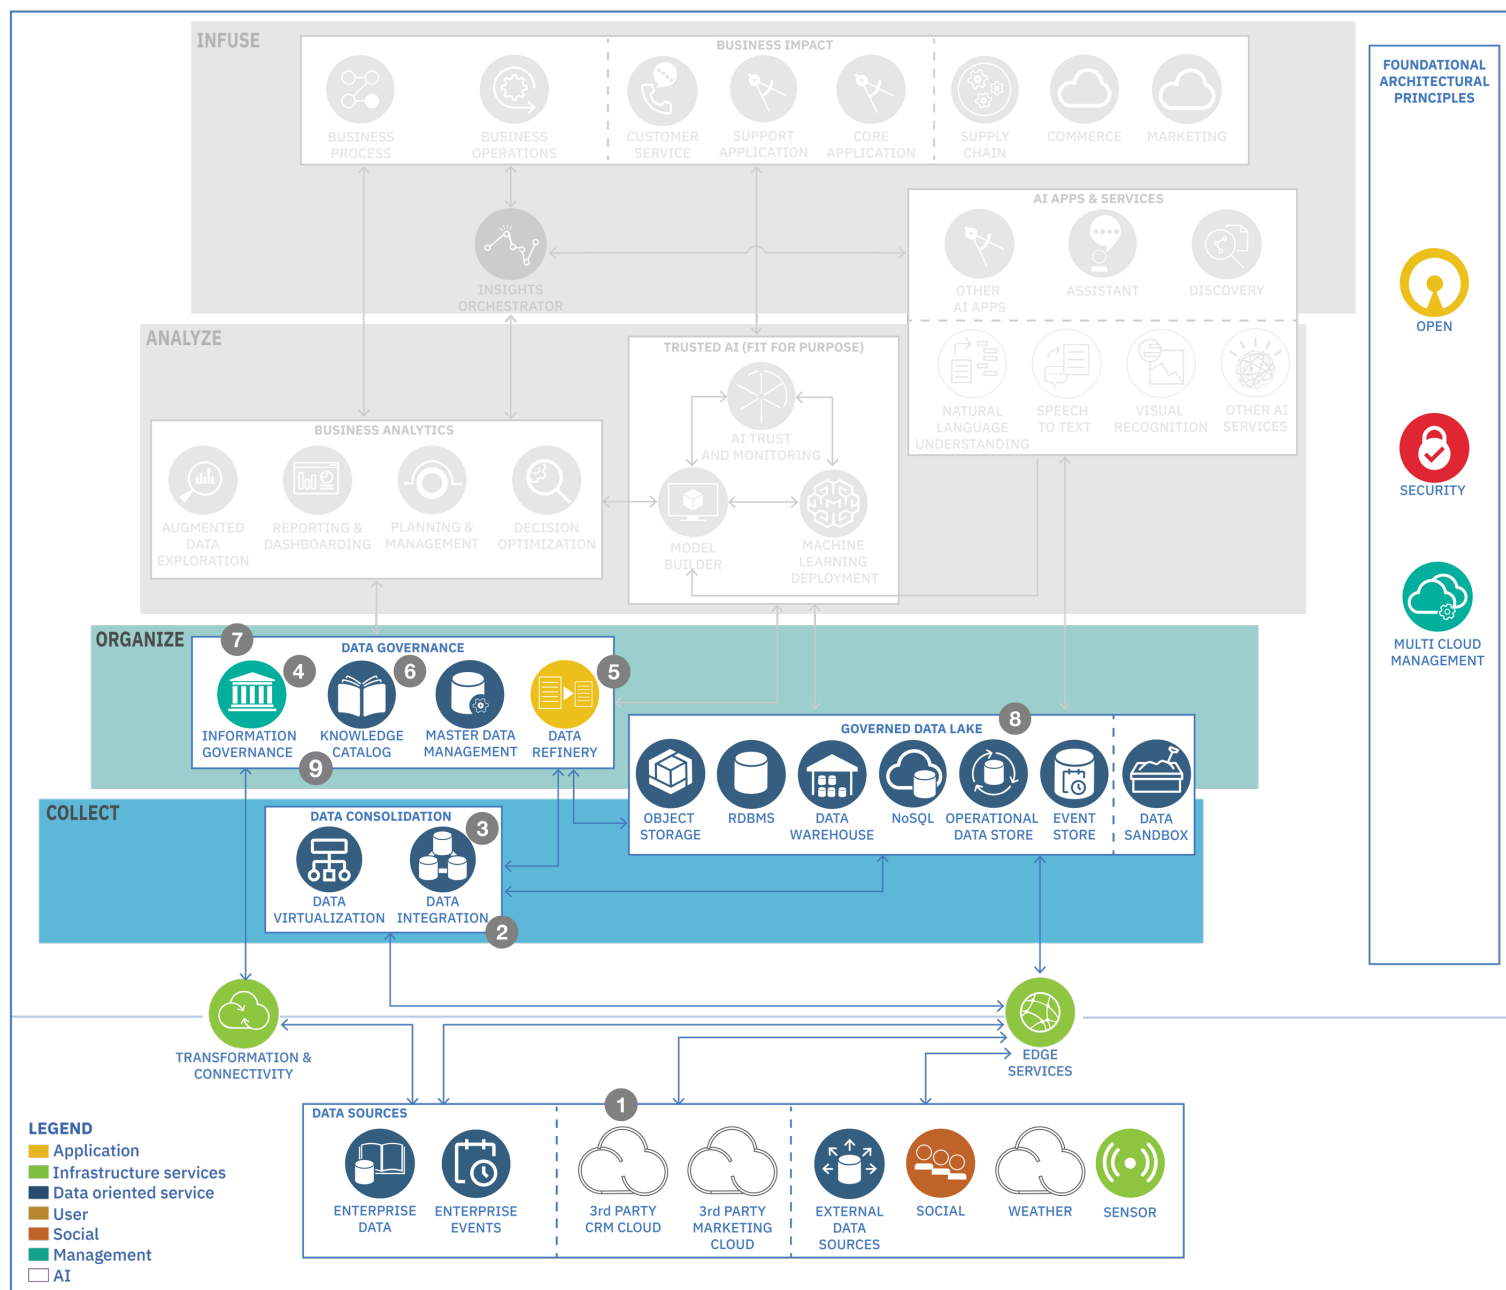 INFUSE
BUSINESS IMPACT
BUSINESS
PROCESS
BUSINESS
OPERATIONS
CUSTOMER
SERVICE
SUPPORT
APPLICATION
CORE
APPLICATION
SUPPLY
CHAIN
COMMERCE
MARKETING
INSIGHTS
ORCHESTRATOR
AI APPS & SERVICES
OTHER
AI APPS
ASSISTANT
DISCOVERY
NATURAL
LANGUAGE
UNDERSTANDING
SPEECH
TO TEXT
VISUAL
RECOGNITION
OTHER AI
SERVICES
ANALYZE
TRUSTED AI (FIT FOR PURPOSE)
AI TRUST
AND MONITORING
MODEL
BUILDER
MACHINE
LEARNING
DEPLOYMENT
BUSINESS ANALYTICS
AUGMENTED
DATA
EXPLORATION
REPORTING &
DASHBOARDING
PLANNING &
MANAGEMENT
DECISION
OPTIMIZATION
ORGANIZE
7
DATA GOVERNANCE
4
6
5
INFORMATION
GOVERNANCE
KNOWLEDGE
CATALOG
MASTER DATA
MANAGEMENT
DATA
REFINERY
9
GOVERNED DATA LAKE
8
OBJECT
STORAGE
RDBMS
DATA
WAREHOUSE
NoSQL
OPERATIONAL
DATA STORE
EVENT
STORE
DATA
SANDBOX
COLLECT
DATA CONSOLIDATION
3
DATA
VIRTUALIZATION
DATA
INTEGRATION
2
TRANSFORMATION &
CONNECTIVITY
EDGE
SERVICES
DATA SOURCES
1
ENTERPRISE
DATA
ENTERPRISE
EVENTS
3rd PARTY
CRM CLOUD
3rd PARTY
MARKETING
CLOUD
EXTERNAL
DATA
SOURCES
SOCIAL
WEATHER
SENSOR
LEGEND
Application
Infrastructure services
Data oriented service
User
Social
Management
AI
FOUNDATIONAL
ARCHITECTURAL
PRINCIPLES
OPEN
SECURITY
MULTI CLOUD
MANAGEMENT